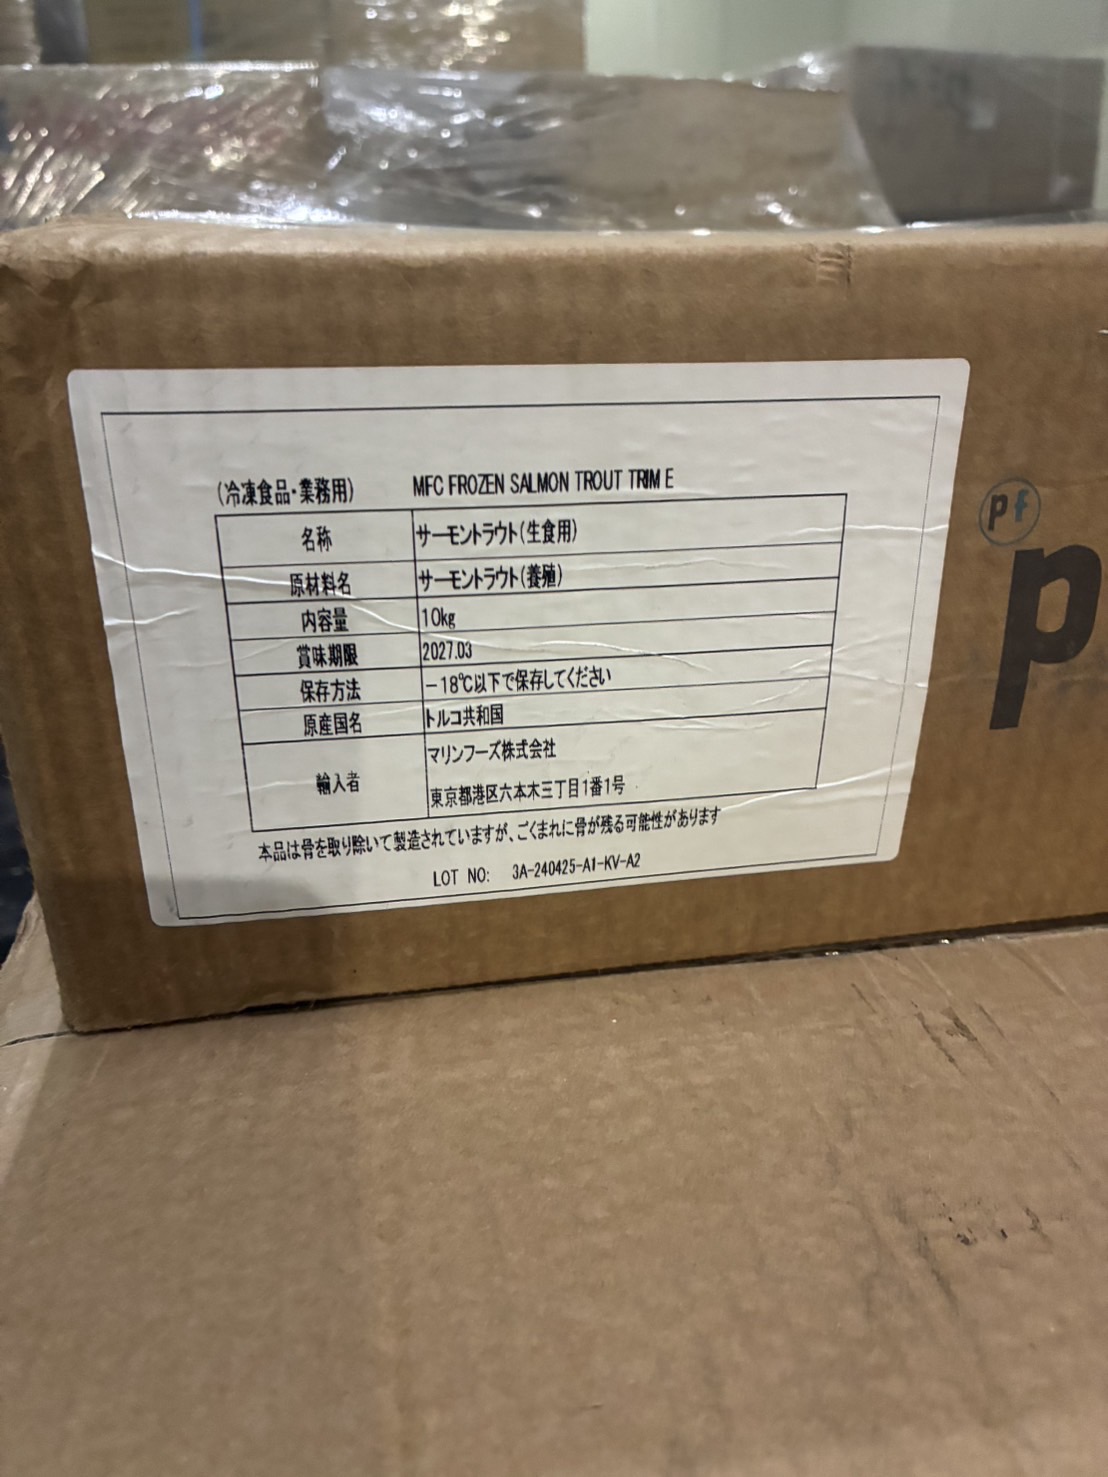 (冷凍食品・業務用) MFC FROZEN SALMON TROUT TRIM E
名称 サーモントラウト(生食用)
原材料名 サーモントラウト(養殖)
内容量 10kg
賞味期限 2027.03
保存方法 -18℃以下で保存してください
原産国名 トルコ共和国
輸入者 マリンフーズ株式会社
東京都港区六本木三丁目1番1号
本品は骨を取り除いて製造されていますが、ごくまれに骨が残る可能性があります
LOT NO: 3A-240425-A1-KV-A2
pf
p